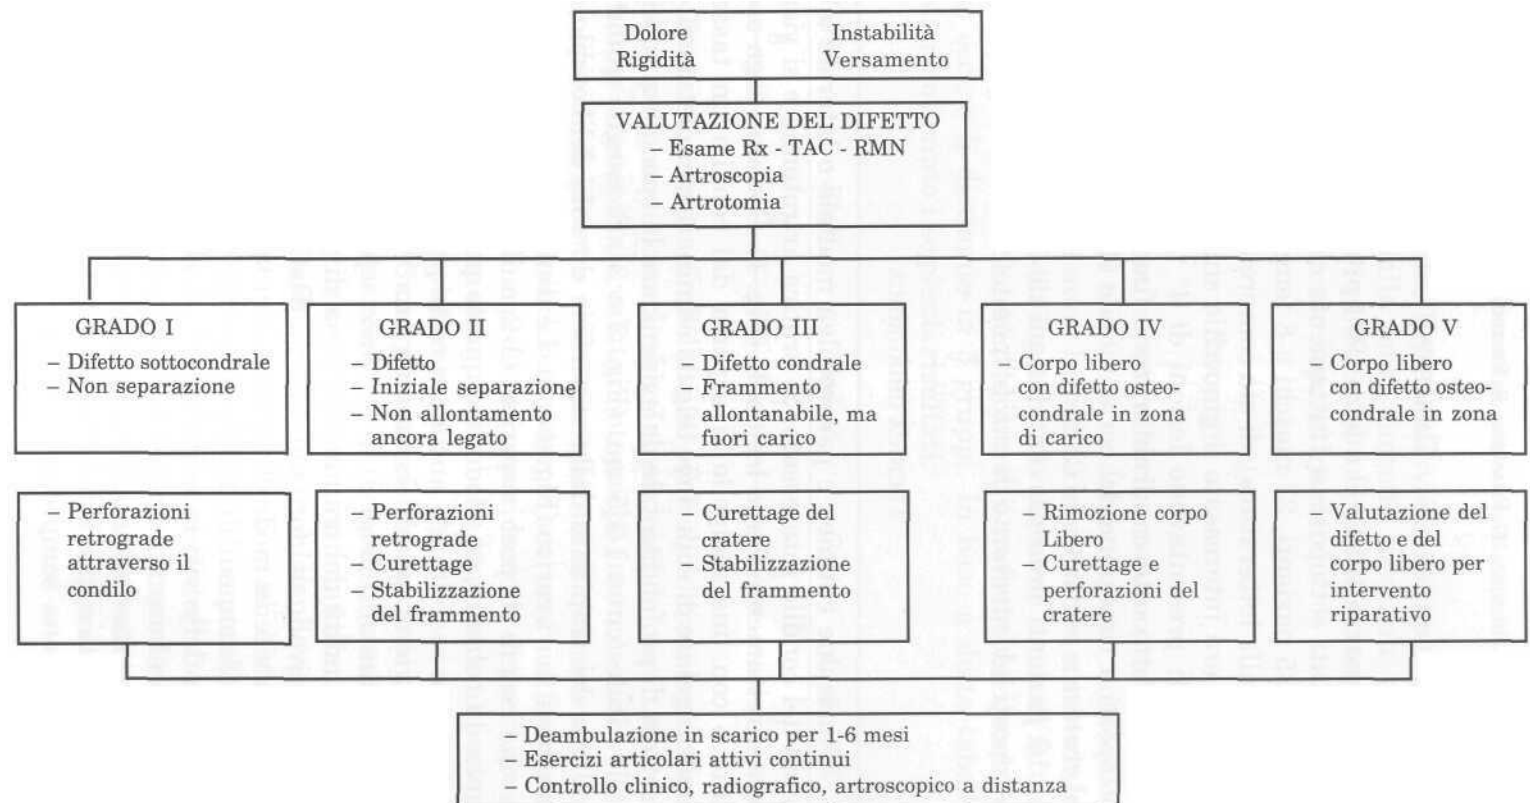 Dolore Instabilità
Rigidità Versamento
VALUTAZIONE DEL DIFETTO
– Esame Rx - TAC - RMN
– Artroscopia
– Artrotomia
GRADO I
– Difetto sottocondrale
– Non separazione
GRADO II
– Difetto
– Iniziale separazione
– Non allontamento
ancora legato
GRADO III
– Difetto condrale
– Frammento
allontanabile, ma
fuori carico
GRADO IV
– Corpo libero
con difetto osteo-
condrale in zona
di carico
GRADO V
– Corpo libero
con difetto osteo-
condrale in zona
– Perforazioni
retrograde
attraverso il
condilo
– Perforazioni
retrograde
– Curettage
– Stabilizzazione
del frammento
– Curettage del
cratere
– Stabilizzazione
del frammento
– Rimozione corpo
Libero
– Curettage e
perforazioni del
cratere
– Valutazione del
difetto e del
corpo libero per
intervento
riparativo
– Deambulazione in scarico per 1-6 mesi
– Esercizi articolari attivi continui
– Controllo clinico, radiografico, artroscopico a distanza